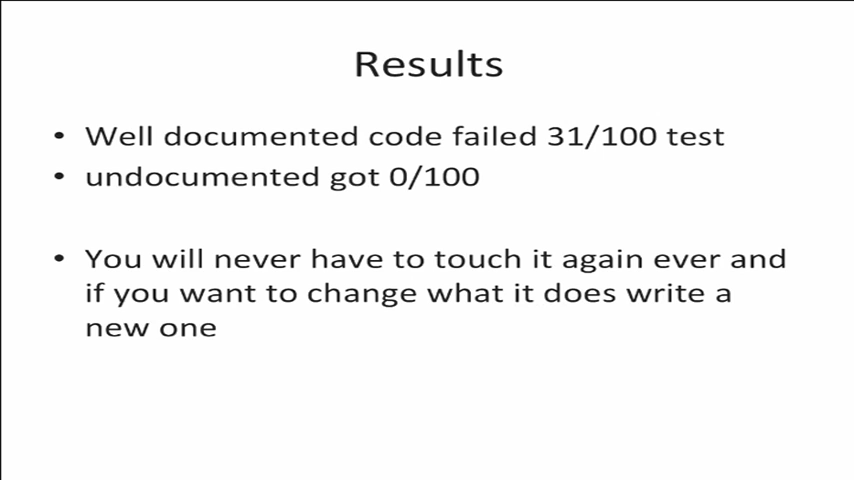 Results
• Well documented code failed 31/100 test
• undocumented got 0/100
• You will never have to touch it again ever and
if you want to change what it does write a
new one